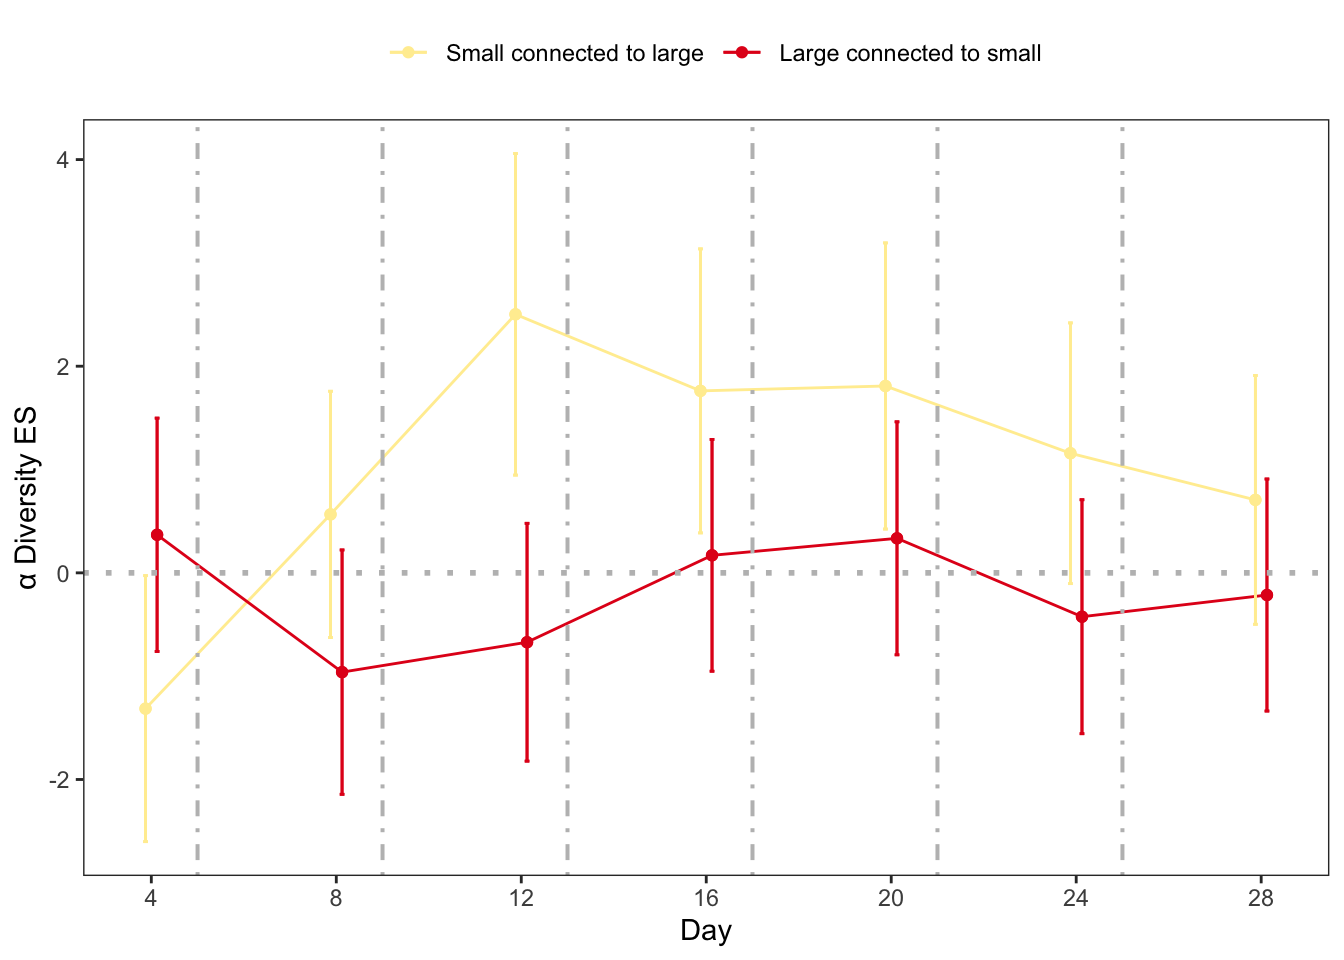 Small connected to large Large connected to small
4
2
0
-2
α Diversity ES
4 8 12 16 20 24 28
Day